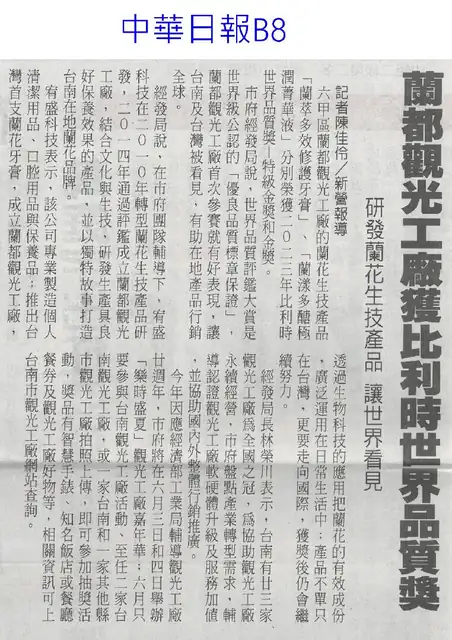 中華日報B8
蘭都觀光工廠獲比利時世界品質獎
研發蘭花生技產品 讓世界看見
記者陳佳伶／新營報導
六甲區蘭都觀光工廠的蘭花生技產品
「蘭萃多效修護牙膏」、「蘭漾多醣極
潤菁華液」分別榮獲二０二三年比利時
世界品質獎「特級金獎和金獎。
市府經發局說，世界品質評鑑大賞是
世界級公認的「優良品質標章保證」，
蘭都觀光工廠首次參賽就有好表現，讓
台南及台灣被看見，有助在地產品行銷
全球。
經發局說，在市府團隊輔導下，宥盛
科技在二０一０年轉型蘭花生技產品研
發，二０一四年通過評鑑成立蘭都觀光
工廠，結合文化與生技，研發生產具良
好保養效果的產品，並以獨特故事打造
台南在地蘭花品牌。
宥盛科技表示，該公司專業製造個人
清潔用品、口腔用品與保養品；推出台
灣首支蘭花牙膏，成立蘭都觀光工廠，
透過生物科技的應用把蘭花的有效成份
，廣泛運用在日常生活中；產品不單只
在台灣，更要走向國際，獲獎後仍會繼
續努力。
經發局長林榮川表示，台南有廿三家
觀光工廠為全國之冠，為協助觀光工廠
永續經營，市府盤點產業轉型需求，輔
導認證觀光工廠軟硬體升級及服務加值
，並協助國內外整體行銷推廣。
今年因應經濟部工業局輔導觀光工廠
廿週年，市府將在六月三日和四日舉辦
「樂時盛夏」觀光工廠嘉年華；六月只
要參與台南觀光工廠活動、至任二家台
南觀光工廠，或一家台南和一家其他縣
市觀光工廠拍照上傳，即可參加抽獎活
動，獎品有智慧手錶、知名飯店或餐廳
餐券及觀光工廠好物等，相關資訊可上
台南市觀光工廠網站查詢。